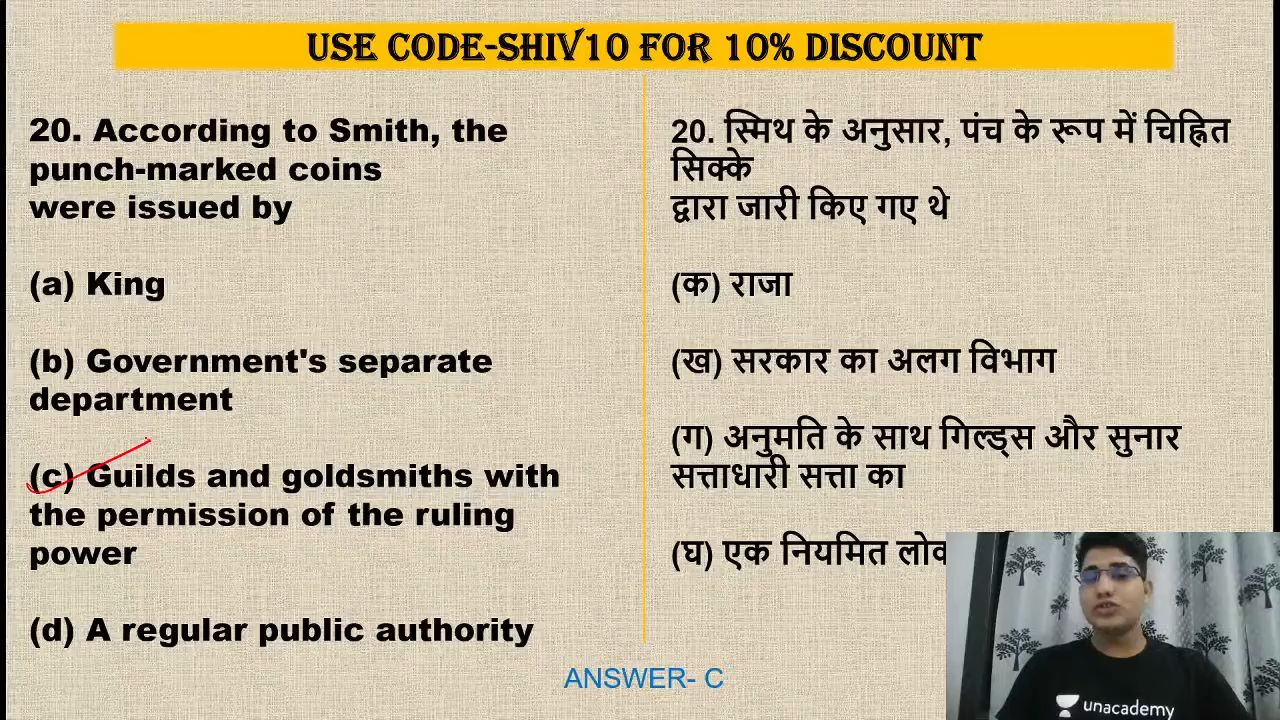 USE CODE-SHIV10 FOR 10% DISCOUNT
20. According to Smith, the
punch-marked coins
were issued by
(a) King
(b) Government's separate
department
(c) Guilds and goldsmiths with
the permission of the ruling
power
(d) A regular public authority
20. स्मिथ के अनुसार, पंच के रूप में चिह्नित
सिक्के
द्वारा जारी किए गए थे
(क) राजा
(ख) सरकार का अलग विभाग
(ग) अनुमति के साथ गिल्ड्स और सुनार
सत्ताधारी सत्ता का
(घ) एक नियमित
ANSWER- C
unacademy